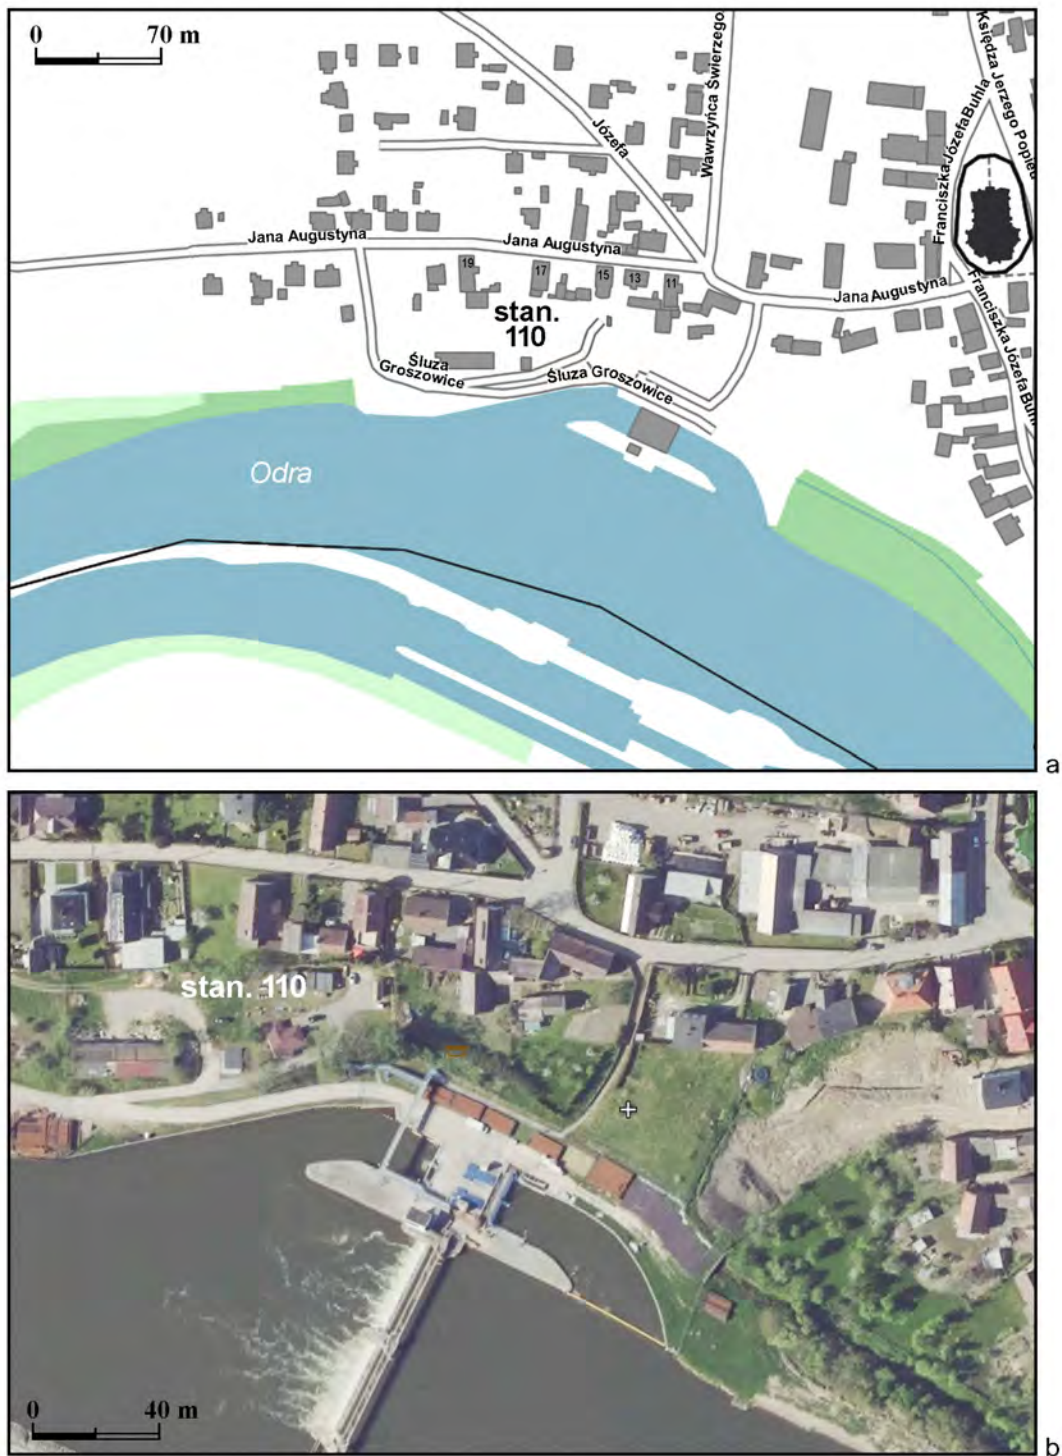 0 70 m
Księdza Jerzego Popieł
Wawrzyńca Świerzego
Józefa
Franciszka Józefa Buhla
Jana Augustyna
Jana Augustyna
19
17
15
13
11
Jana Augustyna
Franciszka Józefa Buhla
stan.
110
Śluza
Groszowice
Śluza Groszowice
Odra
a
stan. 110
0 40 m
b